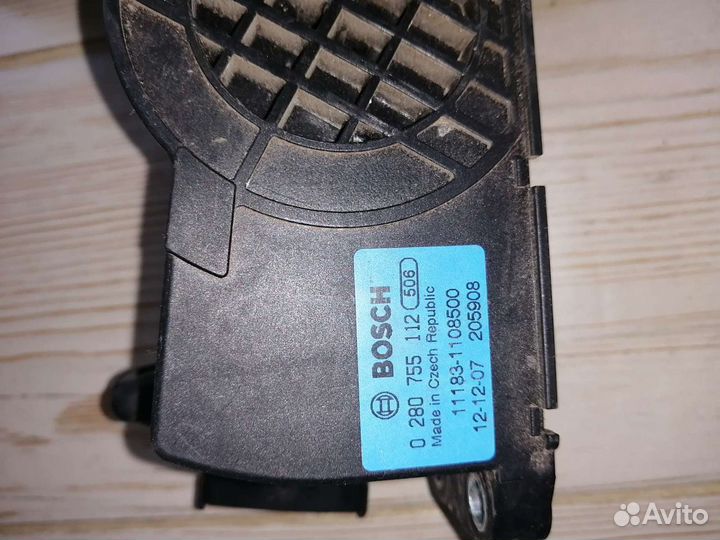 BOSCH
0 280 755 112 506
Made in Czech Republic
11183-1108500
12-12-07 205908
Avito